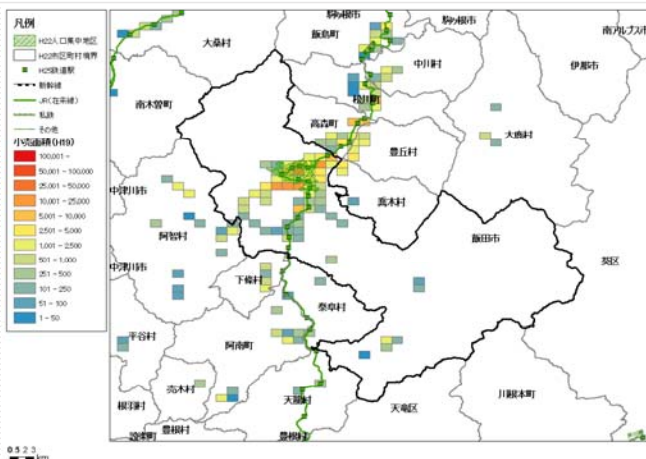 凡例
H22人口集中地区
H22市区町村境界
H25鉄道駅
新幹線
JR(在来線)
私鉄
その他
小売面積(H19)
100,001 -
50,001 - 100,000
25,001 - 50,000
10,001 - 25,000
5,001 - 10,000
2,501 - 5,000
1,001 - 2,500
501 - 1,000
251 - 500
101 - 250
51 - 100
1 - 50
0 5 2 3
km
駒ヶ根市
駒ヶ根市
飯島町
大桑村
中川村
南アルプス市
伊那市
南木曽町
松川町
高森町
大鹿村
豊丘村
中津川市
喬木村
阿智村
飯田市
葵区
中津川市
下條村
泰阜村
平谷村
阿南町
売木村
天龍村
天竜区
川根本町
根羽村
設楽町
豊根村
豊根村